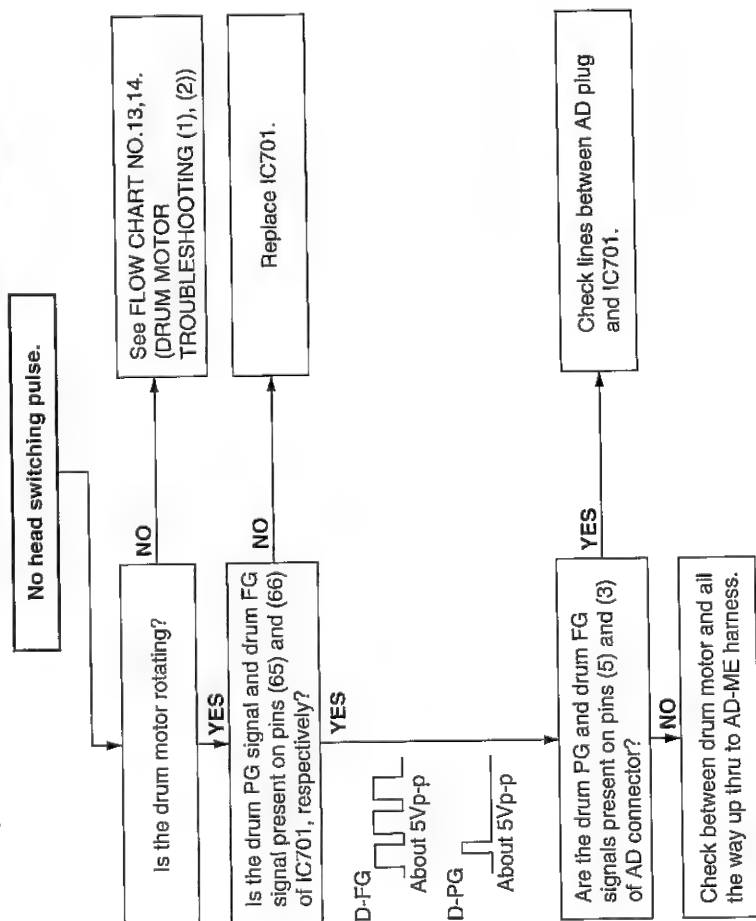 No head switching pulse.
Is the drum motor rotating?
NO
See FLOW CHART NO.13,14.
(DRUM MOTOR
TROUBLESHOOTING (1), (2))
YES
Is the drum PG signal and drum FG
signal present on pins (65) and (66)
of IC701, respectively?
NO
Replace IC701.
YES
D-FG
About 5Vp-p
D-PG
About 5Vp-p
Are the drum PG and drum FG
signals present on pins (5) and (3)
of AD connector?
YES
Check lines between AD plug
and IC701.
NO
Check between drum motor and all
the way up thru to AD-ME harness.